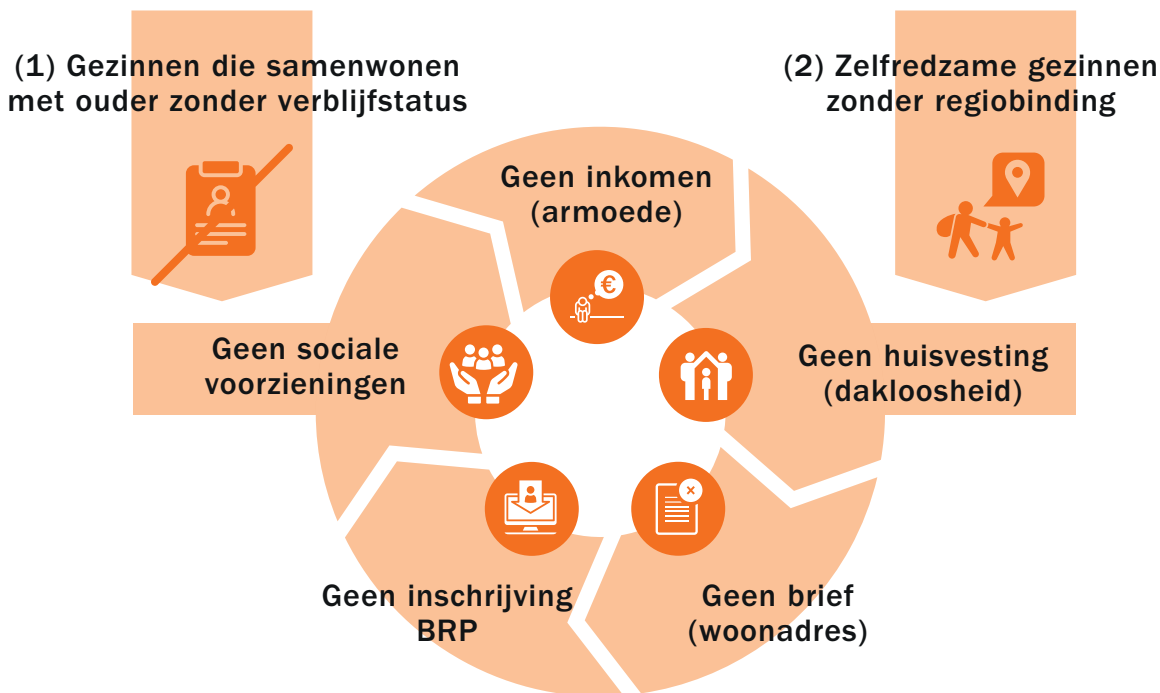 (1) Gezinnen die samenwonen
met ouder zonder verblijfstatus
(2) Zelfredzame gezinnen
zonder regiobinding
Geen inkomen
(armoede)
€
Geen sociale
voorzieningen
Geen huisvesting
(dakloosheid)
Geen inschrijving
BRP
Geen brief
(woonadres)